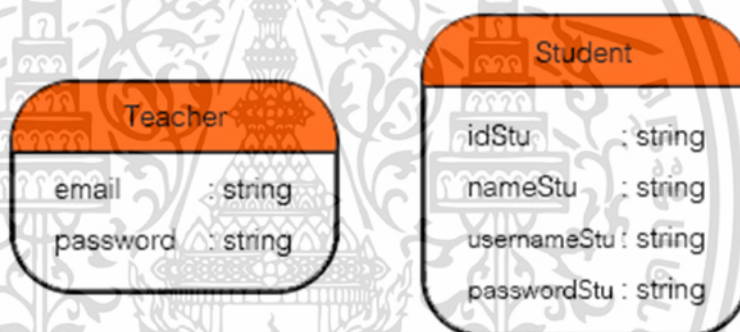 Teacher
email : string
password : string
Student
idStu : string
nameStu : string
usernameStu : string
passwordStu : string